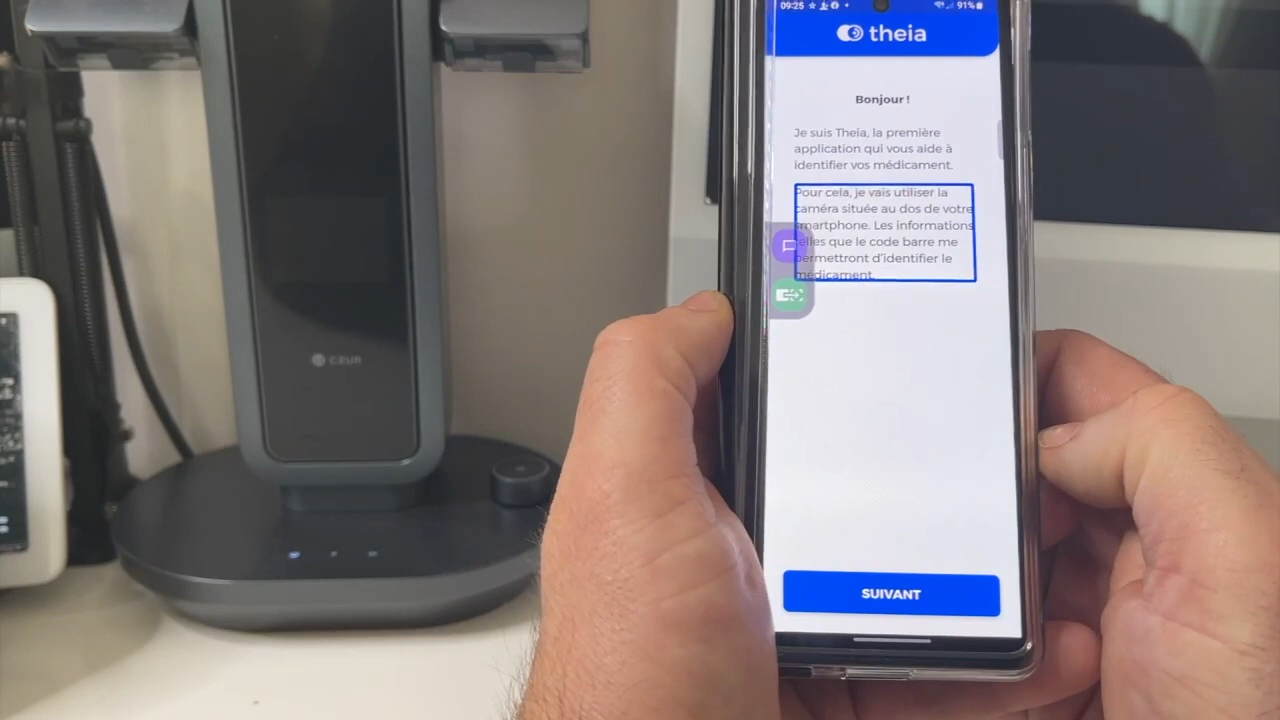 09:25
91%
theia
Bonjour !
Je suis Theia, la première
application qui vous aide à
identifier vos médicament.
Pour cela, je vais utiliser la
caméra située au dos de votre
smartphone. Les informations
telles que le code barre me
permettront d'identifier le
médicament.
SUIVANT
CZUR